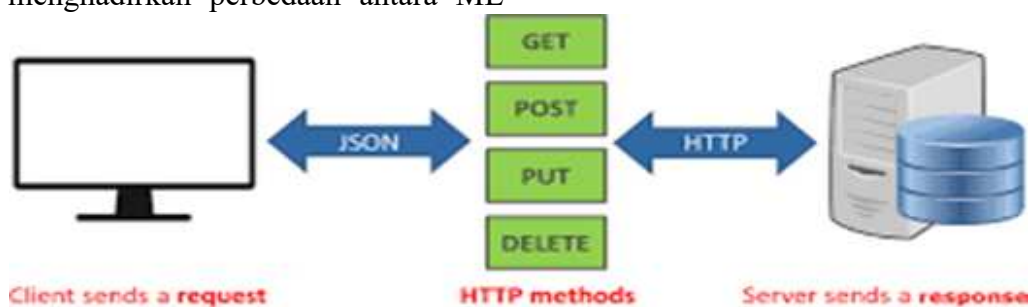 menghadirkan perbedaan antara ML
GET
POST
JSON
HTTP
PUT
DELETE
Client sends a request
HTTP methods
Server sends a response